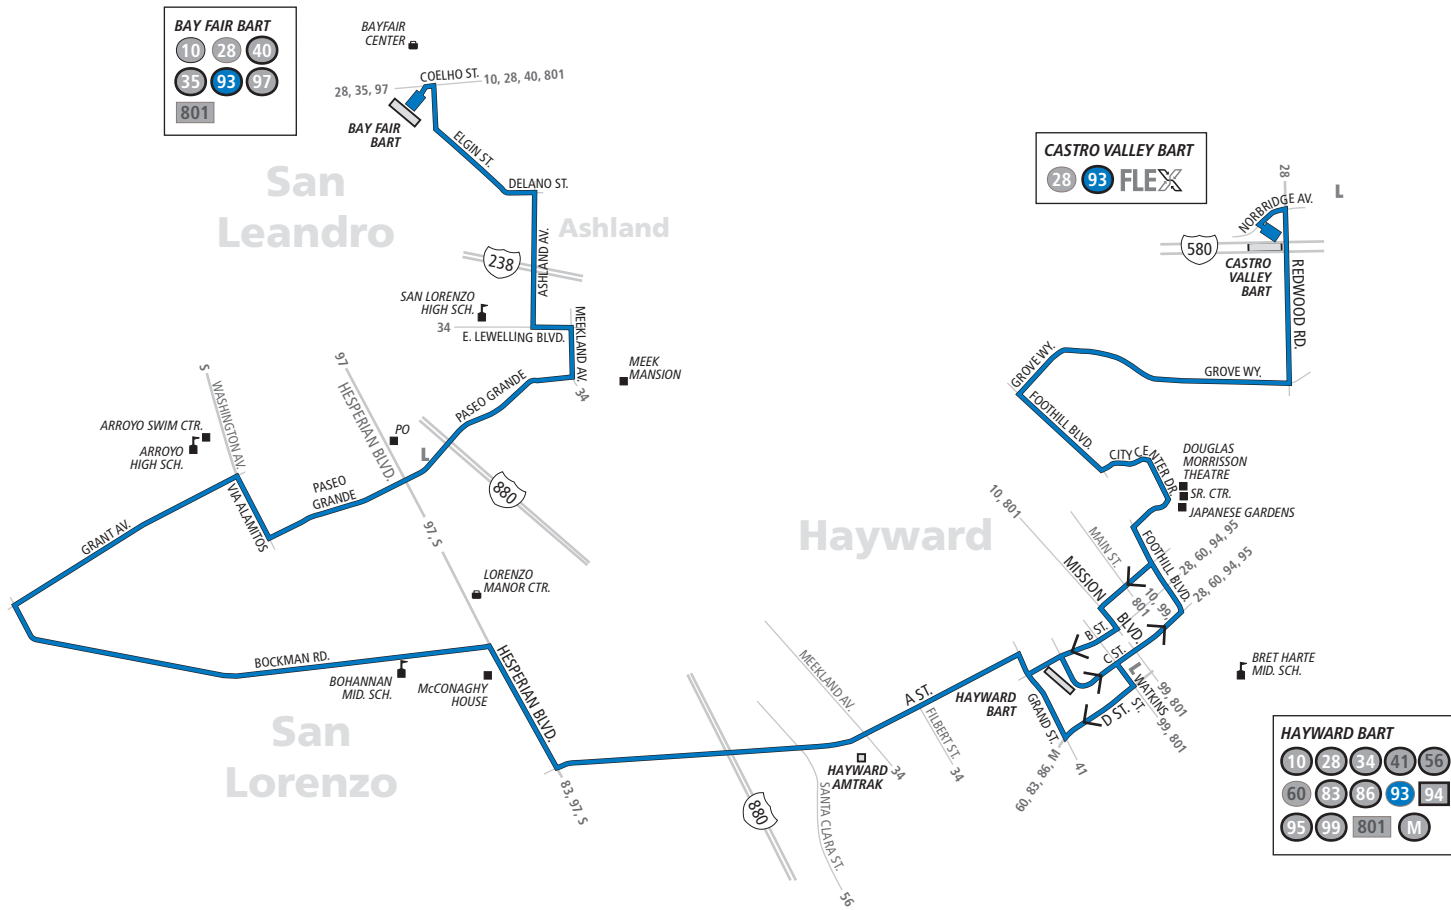 BAY FAIR BART
10 28 40
35 93 97
801
BAYFAIR
CENTER
COELHO ST.
10, 28, 40, 801
28, 35, 97
BAY FAIR
BART
ELGIN ST.
DELANO ST.
San
Leandro
Ashland
ASHLAND AV.
238
SAN LORENZO
HIGH SCH.
34
E. LEWELLING BLVD.
MEEKLAND AV.
34
MEEK
MANSION
PASEO GRANDE
97
HESPERIAN BLVD.
S
WASHINGTON AV.
ARROYO SWIM CTR.
ARROYO
HIGH SCH.
PO
L
880
PASEO
GRANDE
VIA ALAMITOS
GRANT AV.
97, S
LORENZO
MANOR CTR.
BOCKMAN RD.
BOHANNAN
MID. SCH.
McCONAGHY
HOUSE
HESPERIAN BLVD.
San
Lorenzo
83, 97, S
880
CASTRO VALLEY BART
28 93 FLEX
28
L
NORBRIDGE AV.
580
CASTRO
VALLEY
BART
REDWOOD RD.
GROVE WY.
GROVE WY.
FOOTHILL BLVD.
CITY CENTER DR.
DOUGLAS
MORRISSON
THEATRE
SR. CTR.
JAPANESE GARDENS
Hayward
10, 801
MAIN ST.
MISSION
BLVD.
FOOTHILL BLVD.
28, 60, 94, 95
28, 60, 94, 95
10, 99,
801
B ST.
C ST.
L
WATKINS
ST.
99, 801
99, 801
D ST.
GRAND ST.
HAYWARD
BART
60, 83, 86, M
41
A ST.
MEEKLAND AV.
34
FILBERT ST.
34
HAYWARD
AMTRAK
SANTA CLARA ST.
56
BRET HARTE
MID. SCH.
HAYWARD BART
10 28 34 41 56
60 83 86 93 94
95 99 801 M